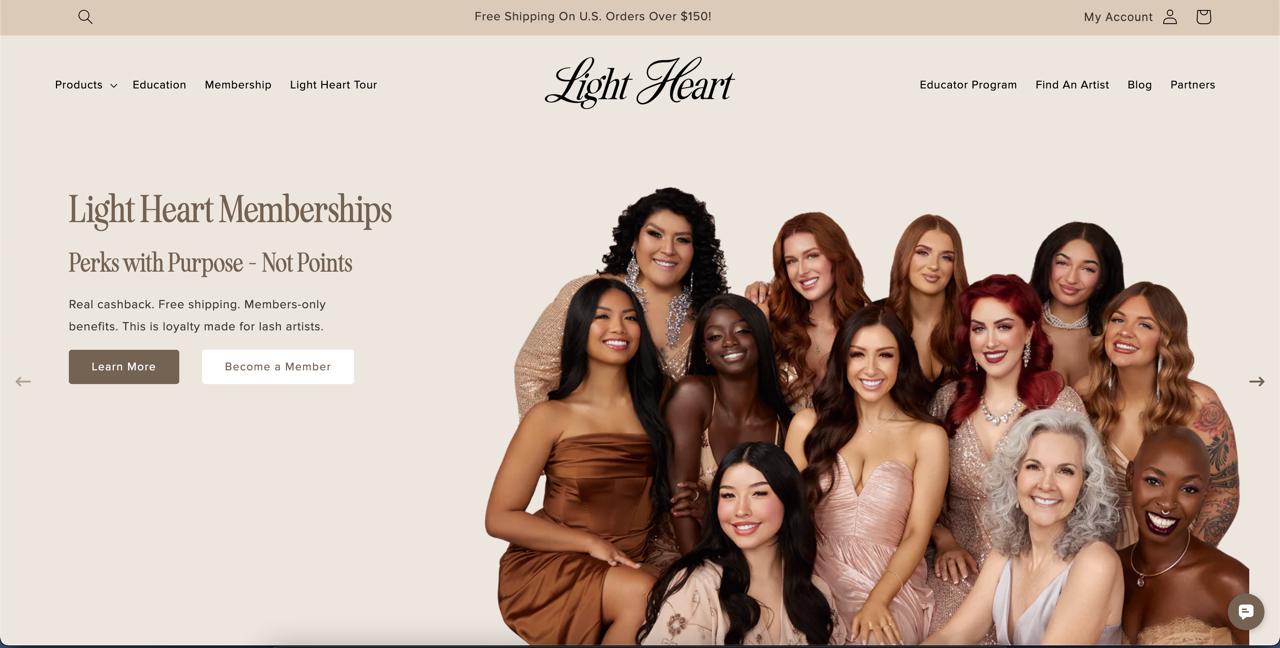 Free Shipping On U.S. Orders Over $150!
My Account
Products
Education
Membership
Light Heart Tour
Light Heart
Educator Program
Find An Artist
Blog
Partners
Light Heart Memberships
Perks with Purpose - Not Points
Real cashback. Free shipping. Members-only
benefits. This is loyalty made for lash artists.
Learn More
Become a Member